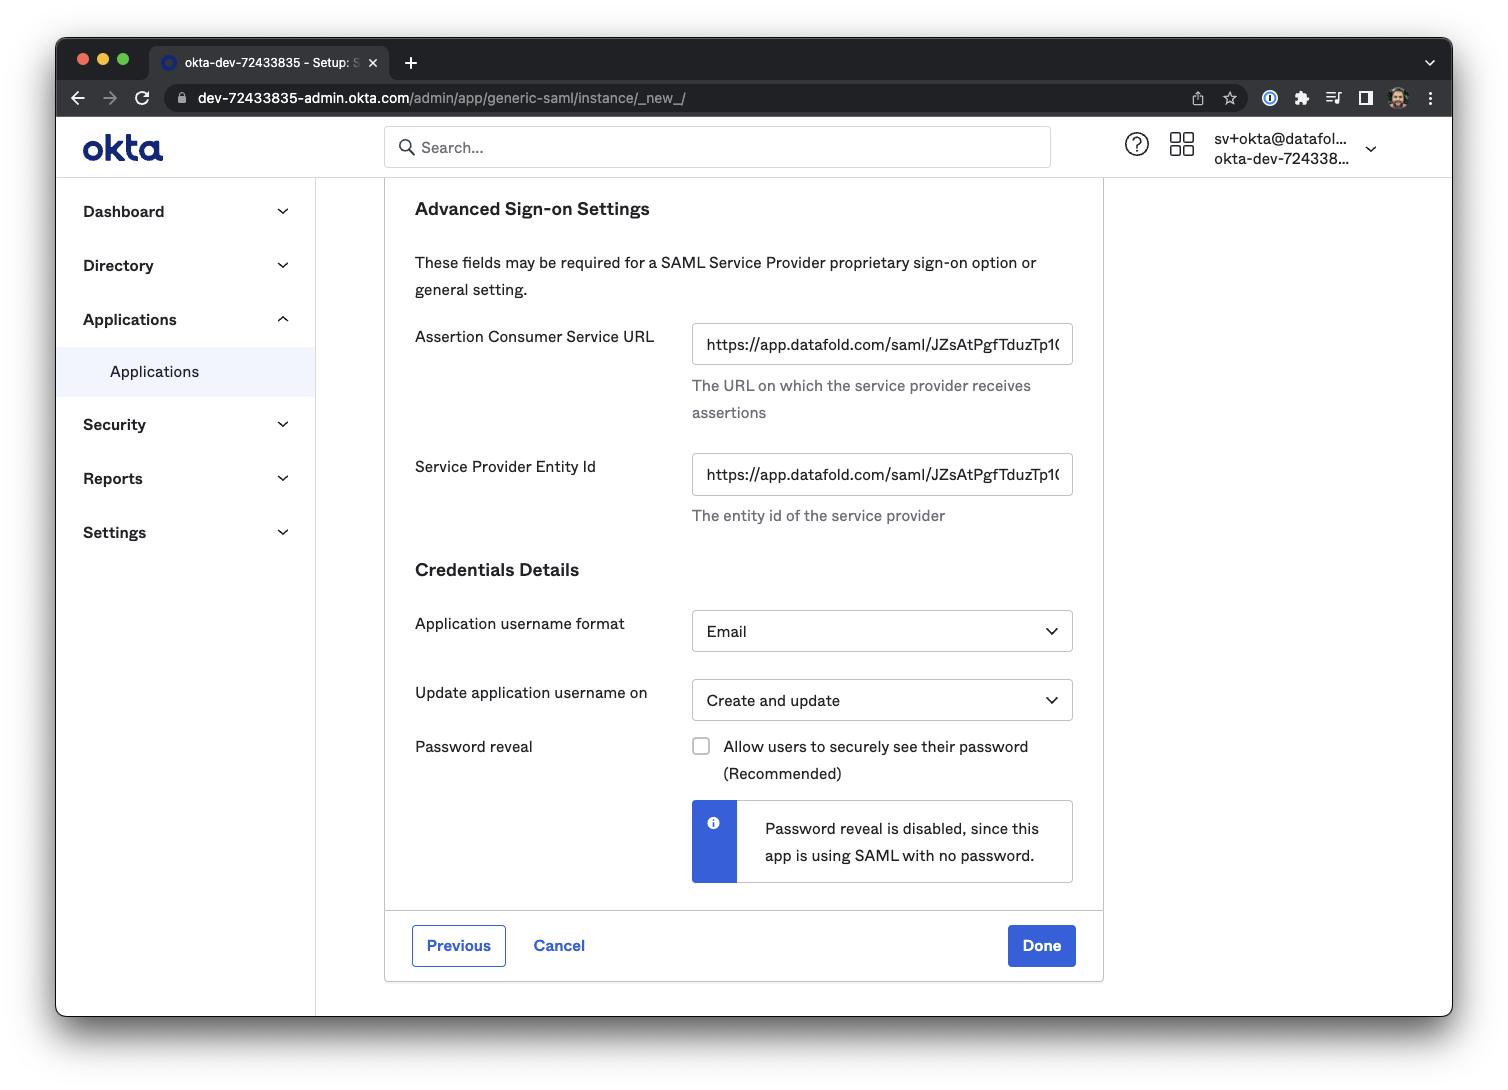 okta-dev-72433835 - Setup: S
dev-72433835-admin.okta.com/admin/app/generic-saml/instance/_new_/
okta
Search...
sv+okta@datafol...
okta-dev-724338...
Dashboard
Directory
Applications
Applications
Security
Reports
Settings
Advanced Sign-on Settings
These fields may be required for a SAML Service Provider proprietary sign-on option or
general setting.
Assertion Consumer Service URL
https://app.datafold.com/saml/JZsAtPgfTduzTp1
The URL on which the service provider receives
assertions
Service Provider Entity Id
https://app.datafold.com/saml/JZsAtPgfTduzTp1
The entity id of the service provider
Credentials Details
Application username format
Email
Update application username on
Create and update
Password reveal
Allow users to securely see their password
(Recommended)
Password reveal is disabled, since this
app is using SAML with no password.
Previous
Cancel
Done